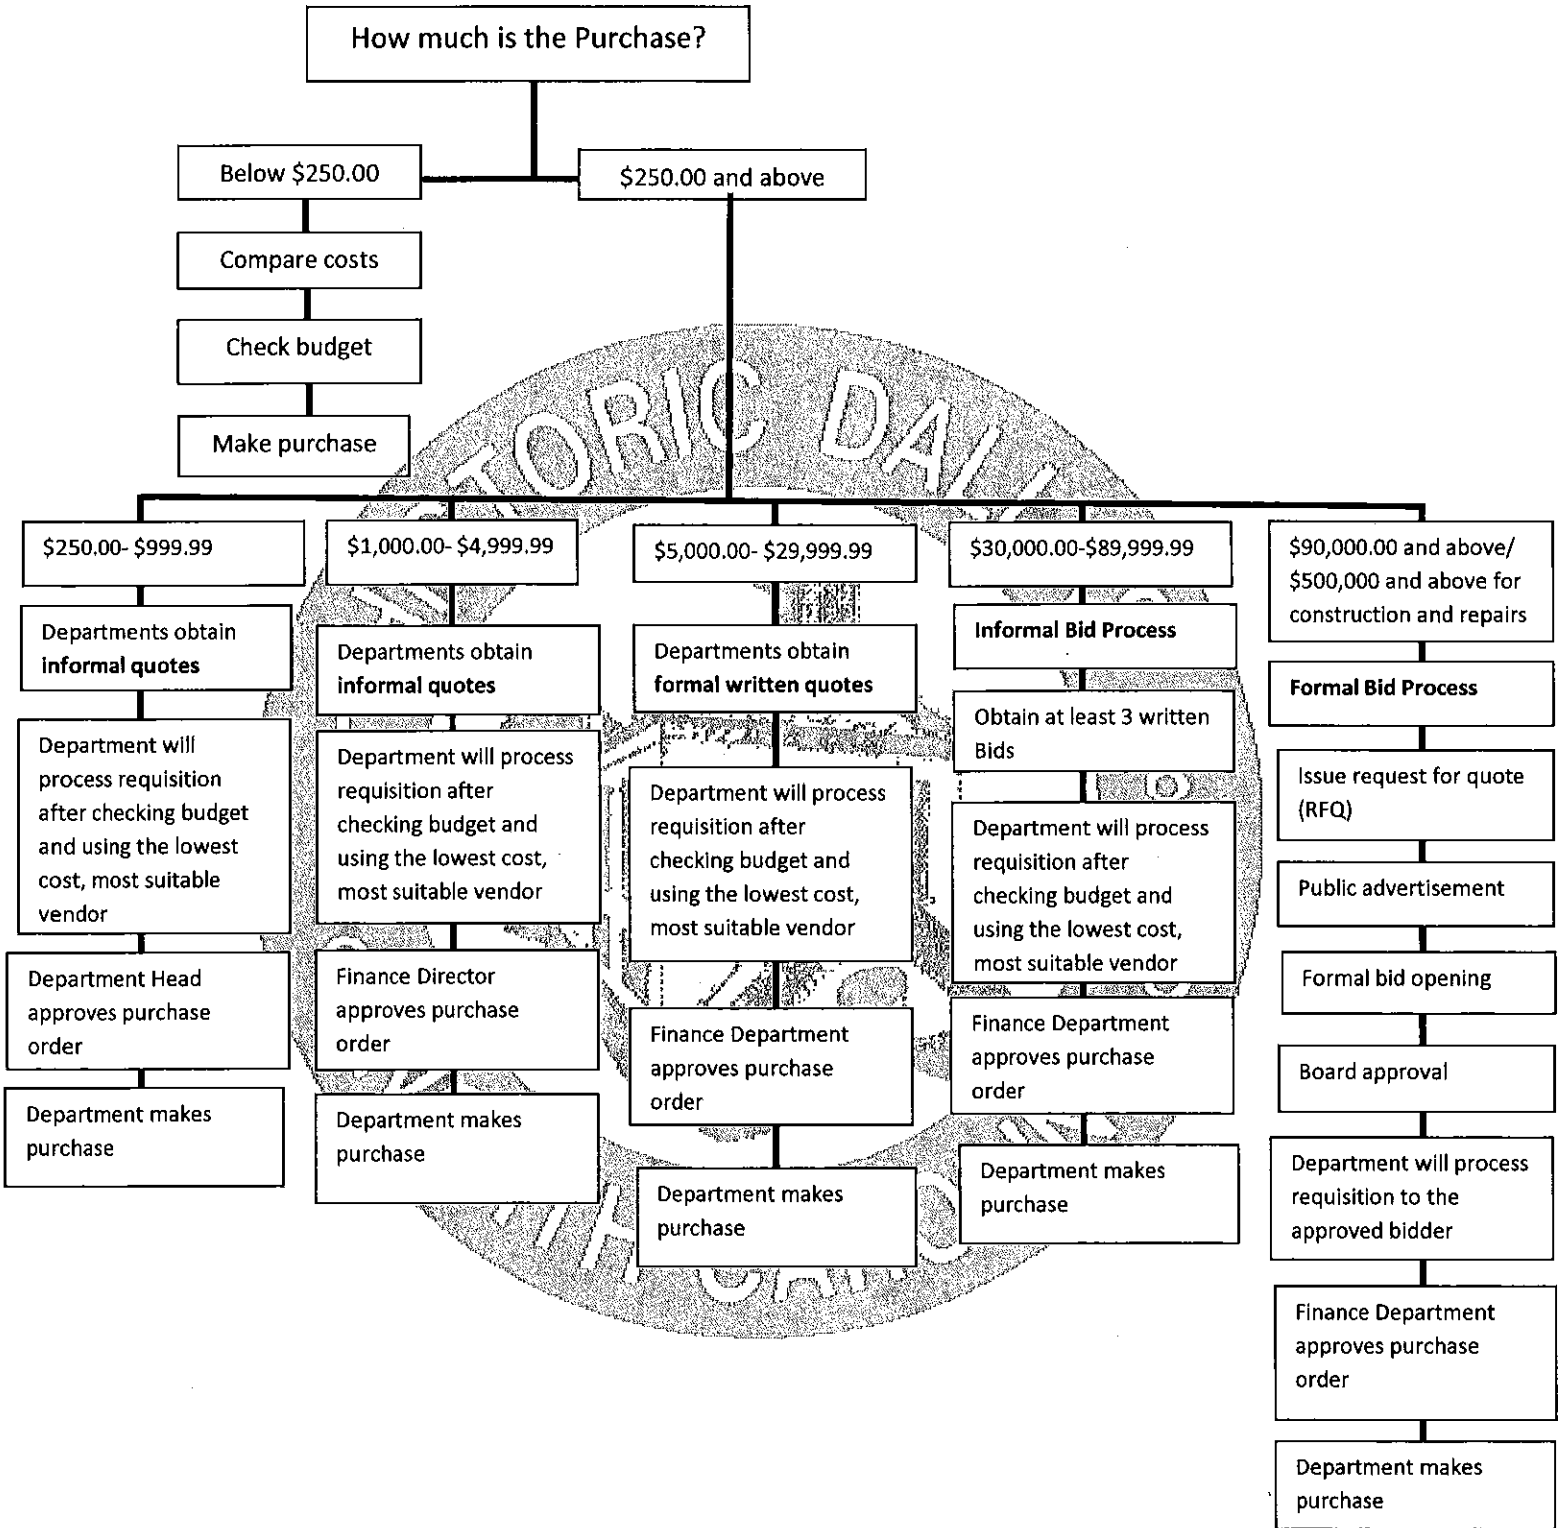 How much is the Purchase?
Below $250.00
$250.00 and above
Compare costs
Check budget
Make purchase
$250.00- $999.99
Departments obtain
informal quotes
Department will
process requisition
after checking budget
and using the lowest
cost, most suitable
vendor
Department Head
approves purchase
order
Department makes
purchase
$1,000.00- $4,999.99
Departments obtain
informal quotes
Department will process
requisition after
checking budget and
using the lowest cost,
most suitable vendor
Finance Director
approves purchase
order
Department makes
purchase
$5,000.00- $29,999.99
Departments obtain
formal written quotes
Department will process
requisition after
checking budget and
using the lowest cost,
most suitable vendor
Finance Department
approves purchase
order
Department makes
purchase
$30,000.00-$89,999.99
Informal Bid Process
Obtain at least 3 written
Bids
Department will process
requisition after
checking budget and
using the lowest cost,
most suitable vendor
Finance Department
approves purchase
order
Department makes
purchase
$90,000.00 and above/
$500,000 and above for
construction and repairs
Formal Bid Process
Issue request for quote
(RFQ)
Public advertisement
Formal bid opening
Board approval
Department will process
requisition to the
approved bidder
Finance Department
approves purchase
order
Department makes
purchase